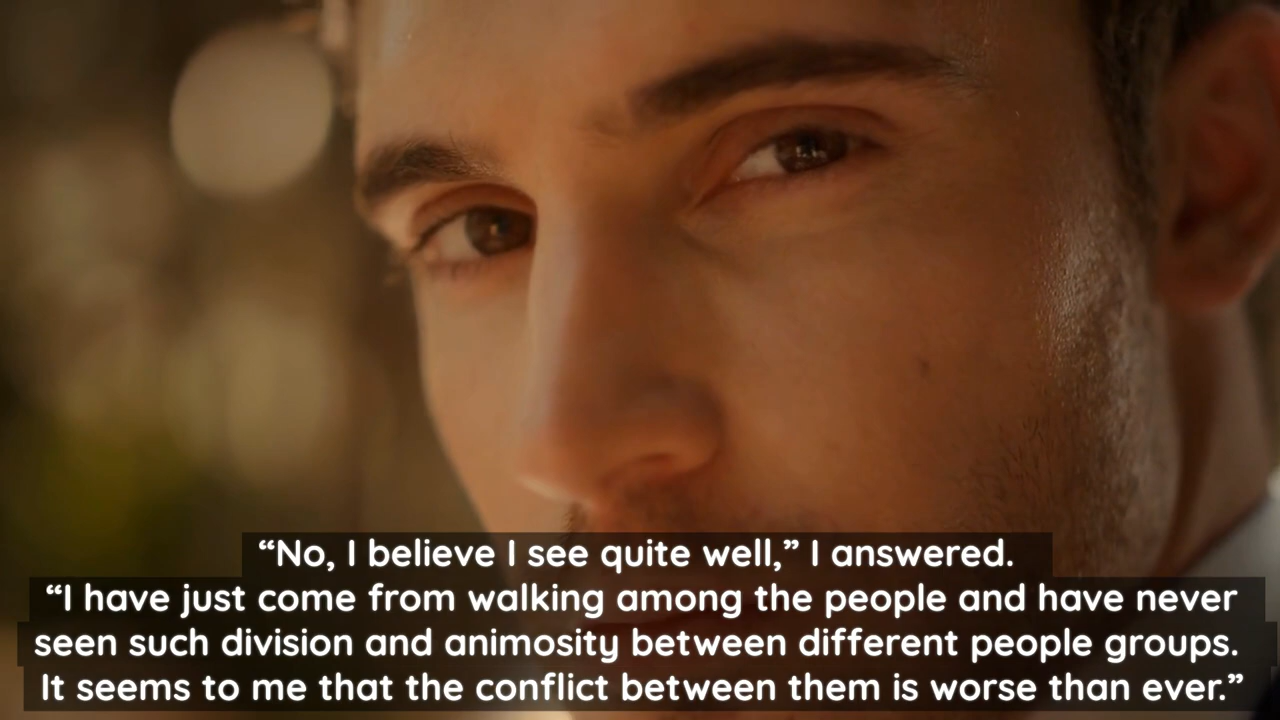 “No, I believe I see quite well,” I answered.
“I have just come from walking among the people and have never
seen such division and animosity between different people groups.
It seems to me that the conflict between them is worse than ever.”